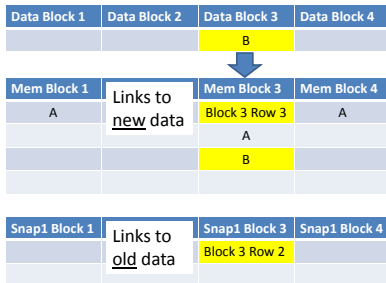 Data Block 1 Data Block 2 Data Block 3 Data Block 4
B
Mem Block 1 Mem Block 3 Mem Block 4
Links to
new data
A Block 3 Row 3 A
A
B
Snap1 Block 1 Snap1 Block 3 Snap1 Block 4
Links to
old data
Block 3 Row 2